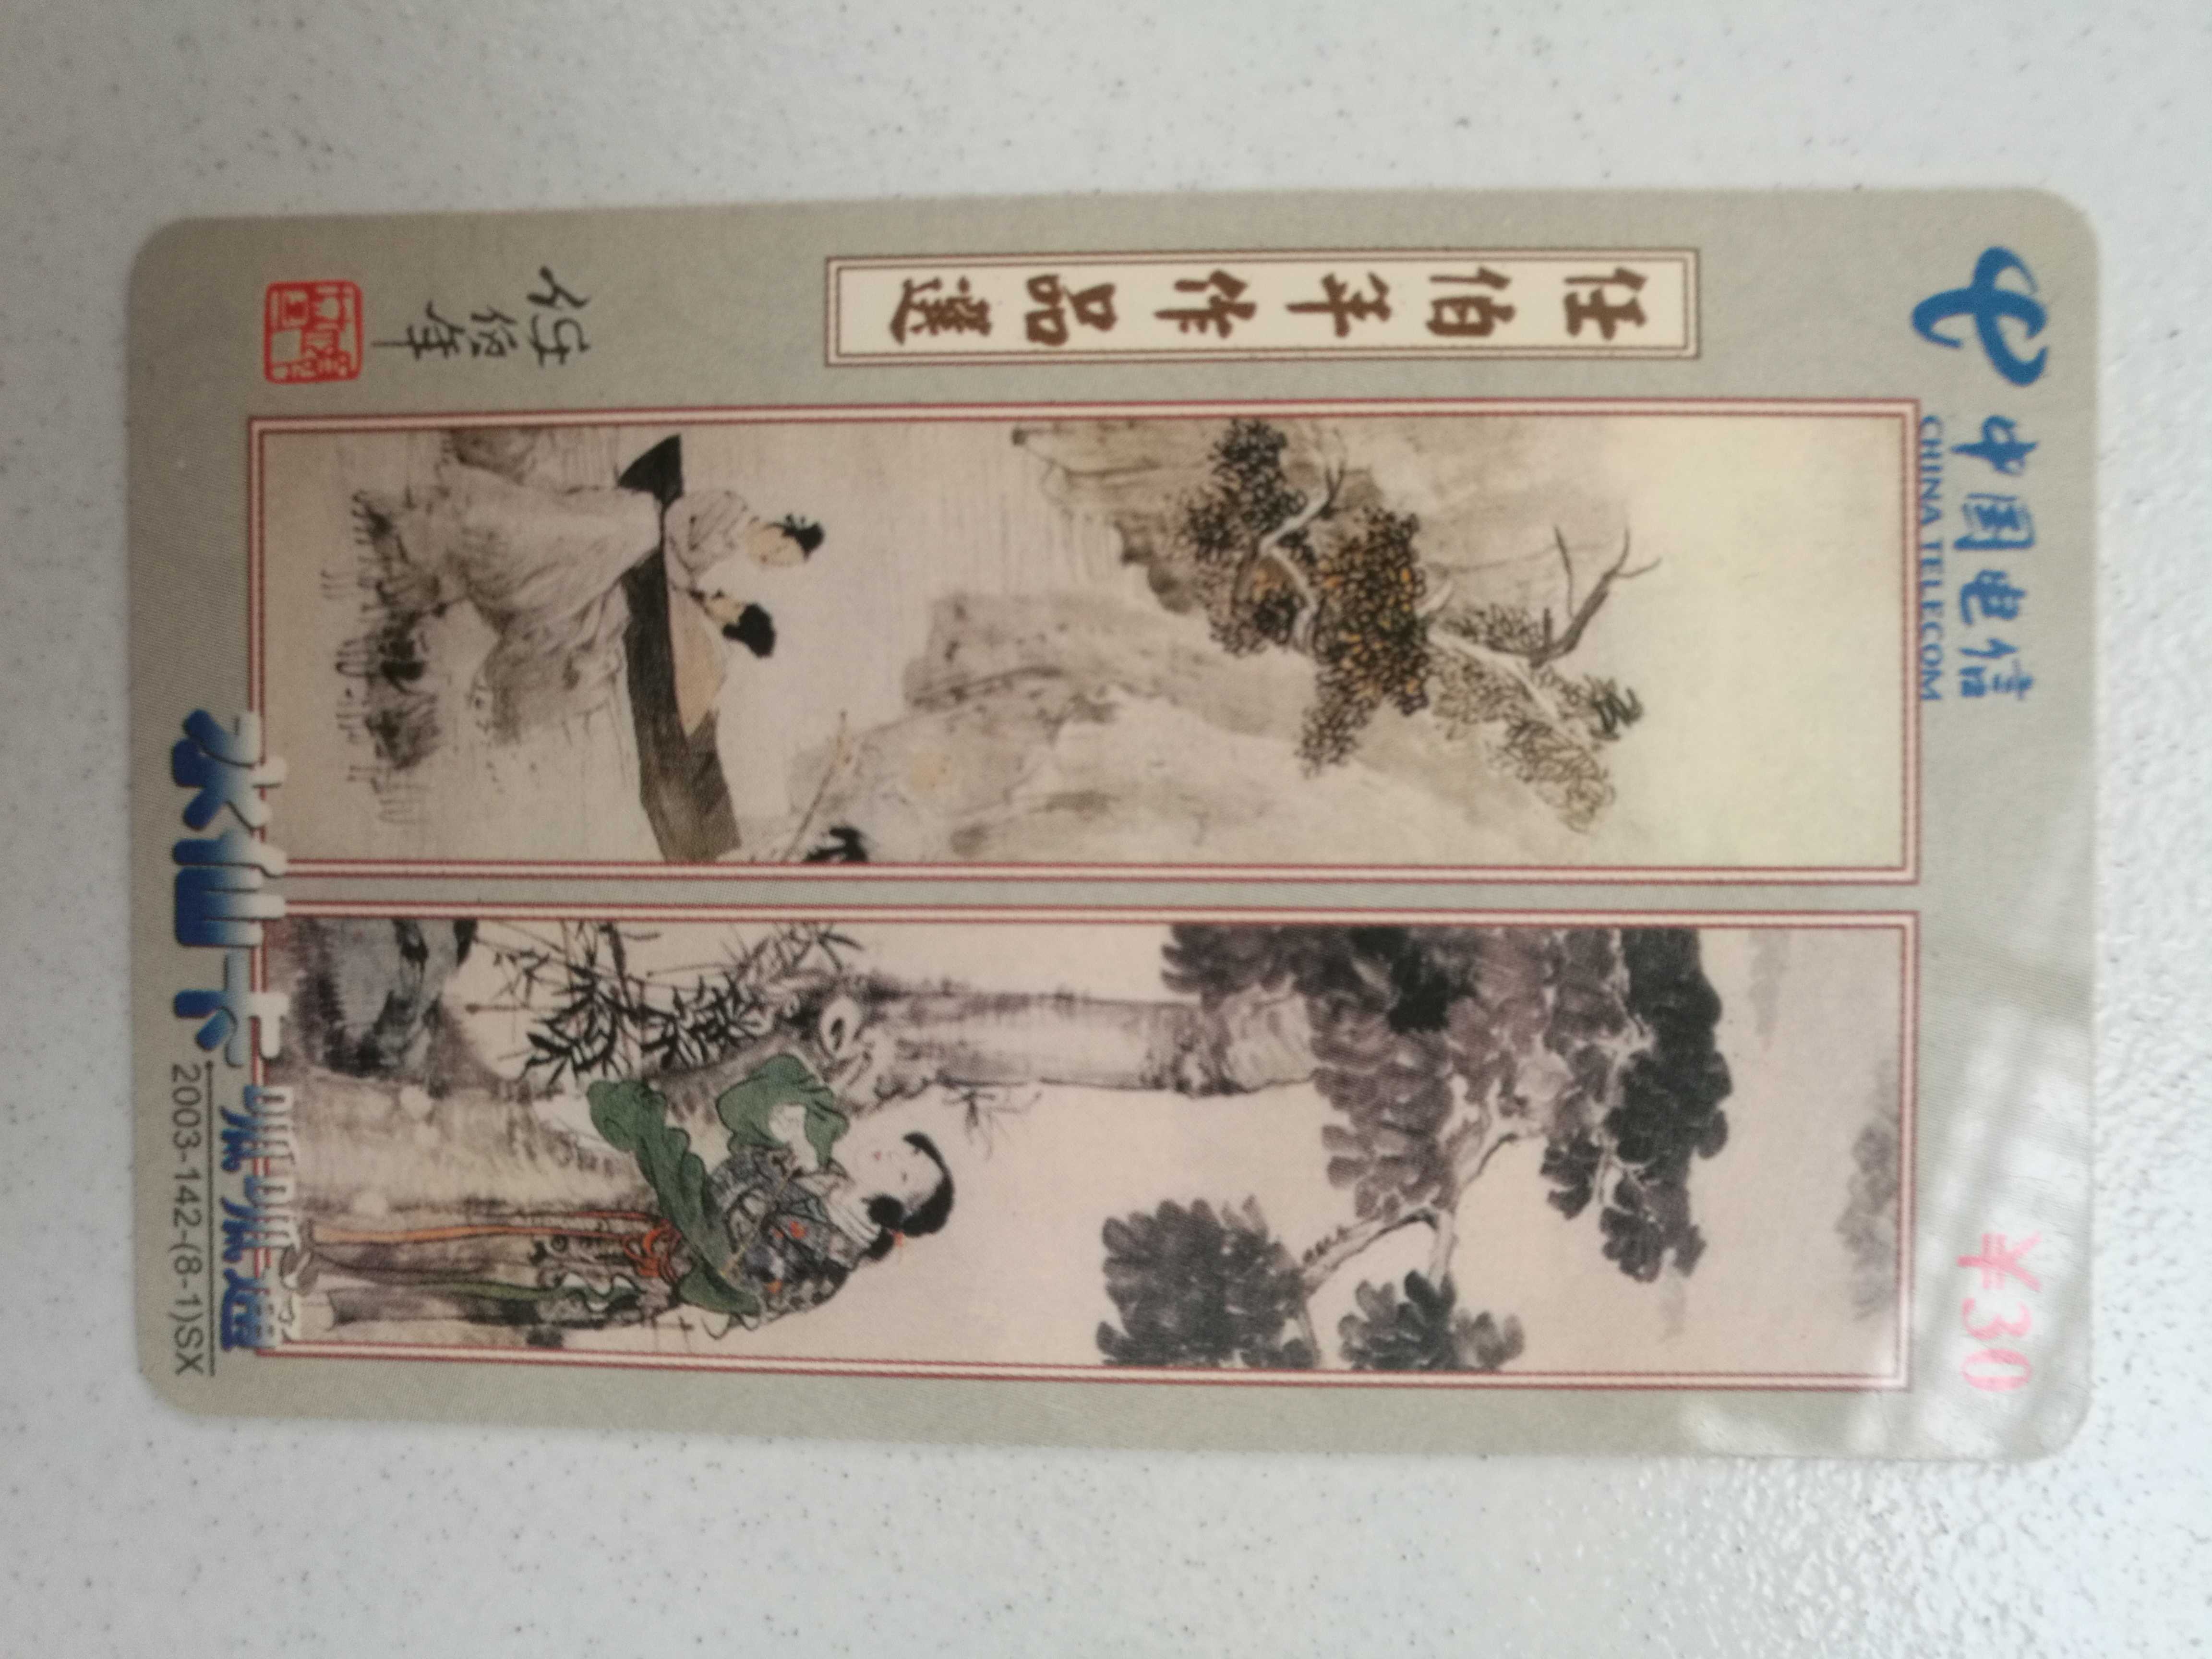 中国电信
CHINA TELECOM
¥30
任伯年作品選
任伯年
水仙卡
2003-142-(8-1)SX